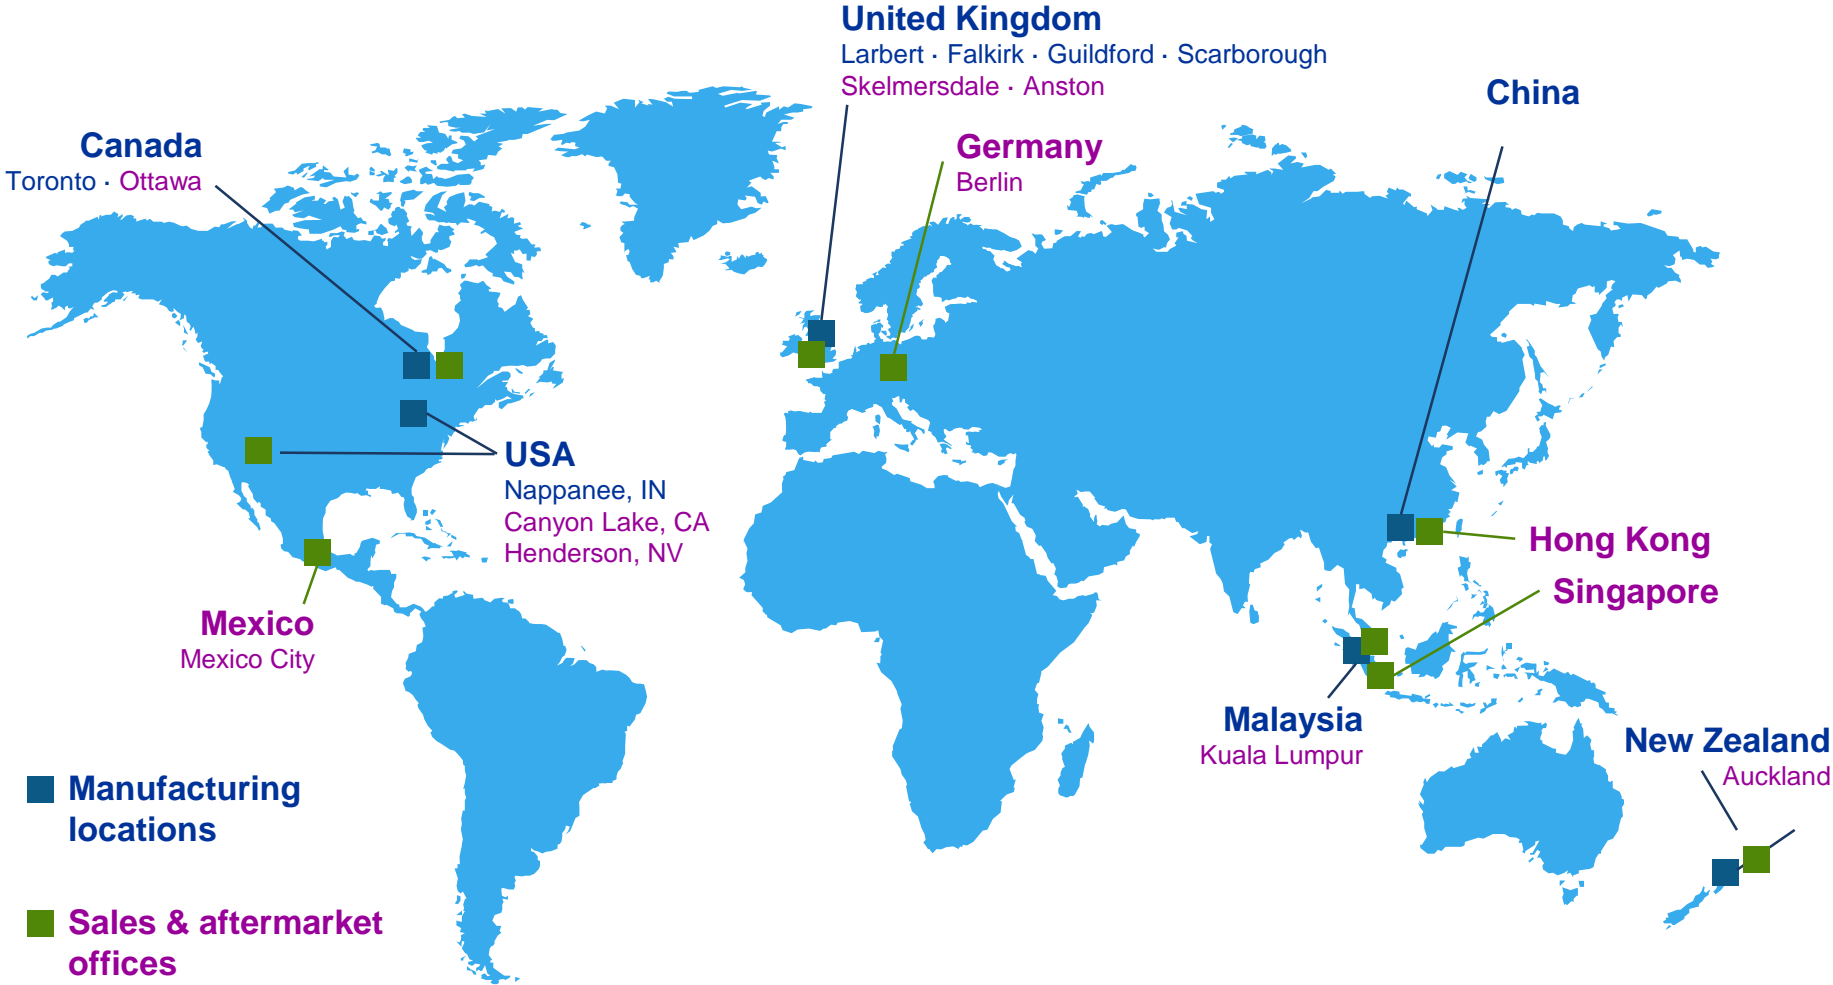 United Kingdom
Larbert · Falkirk · Guildford · Scarborough
Skelmersdale · Anston
China
Canada
Toronto · Ottawa
Germany
Berlin
USA
Nappanee, IN
Canyon Lake, CA
Henderson, NV
Hong Kong
Singapore
Mexico
Mexico City
Malaysia
Kuala Lumpur
New Zealand
Auckland
Manufacturing
locations
Sales & aftermarket
offices